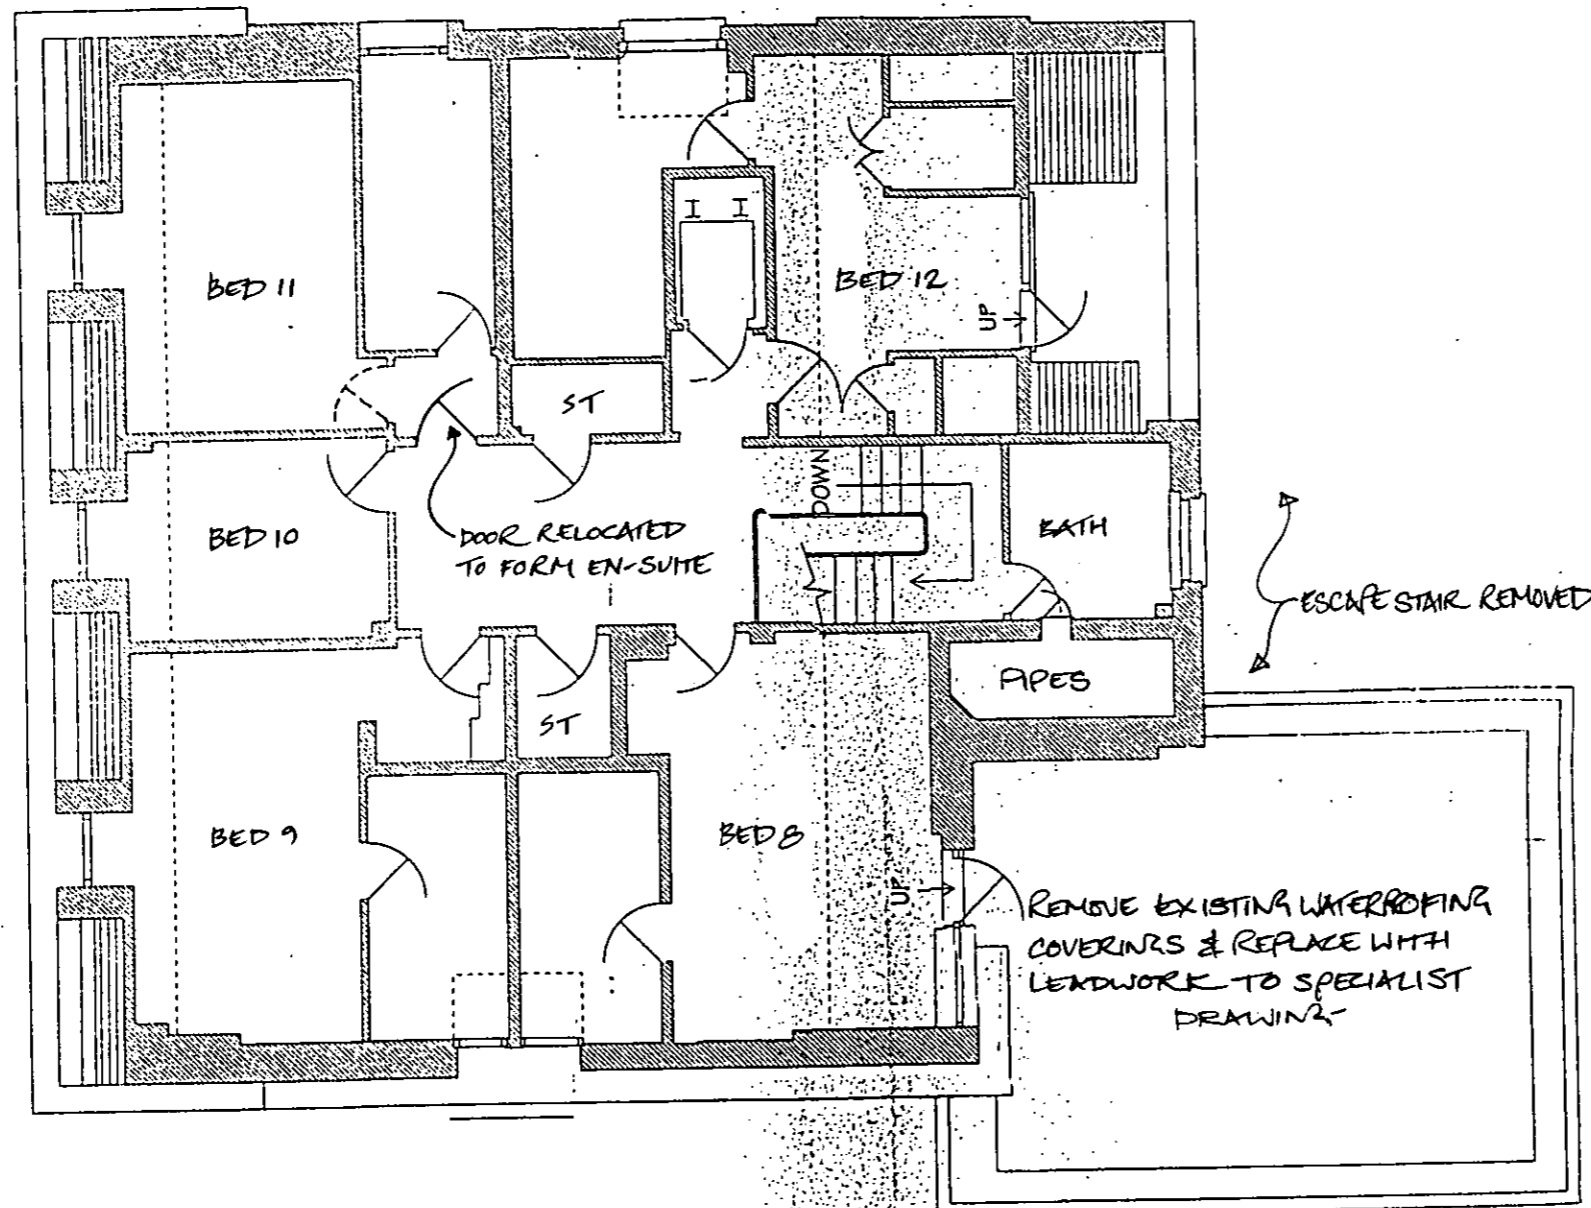 BED 11
BED 12
UP
ST
DOWN
BED 10
DOOR RELOCATED
TO FORM EN-SUITE
BATH
ESCAPE STAIR REMOVED
PIPES
ST
BED 9
BED 8
UP
REMOVE EXISTING WATERPROFING
COVERINGS & REPLACE WITH
LEADWORK TO SPECIALIST
DRAWING